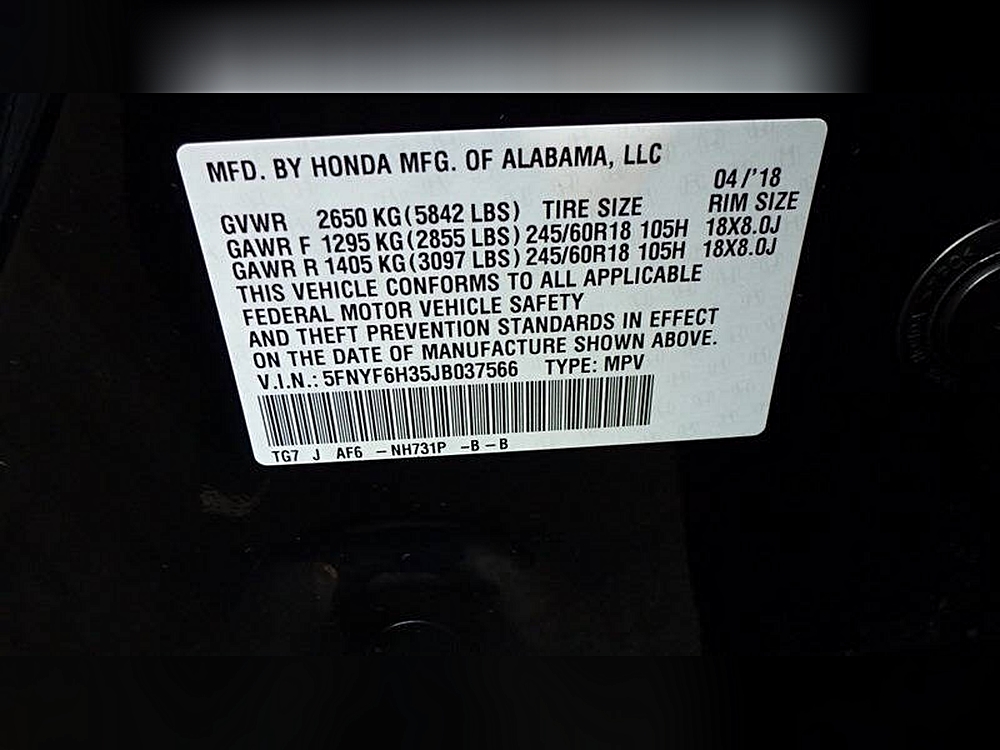 MFD. BY HONDA MFG. OF ALABAMA, LLC
04/'18
GVWR 2650 KG(5842 LBS) TIRE SIZE RIM SIZE
GAWR F 1295 KG(2855 LBS) 245/60R18 105H 18X8.0J
GAWR R 1405 KG(3097 LBS) 245/60R18 105H 18X8.0J
THIS VEHICLE CONFORMS TO ALL APPLICABLE
FEDERAL MOTOR VEHICLE SAFETY
AND THEFT PREVENTION STANDARDS IN EFFECT
ON THE DATE OF MANUFACTURE SHOWN ABOVE.
V.I.N.: 5FNYF6H35JB037566 TYPE: MPV
TG7 J AF6 -NH731P -B-B